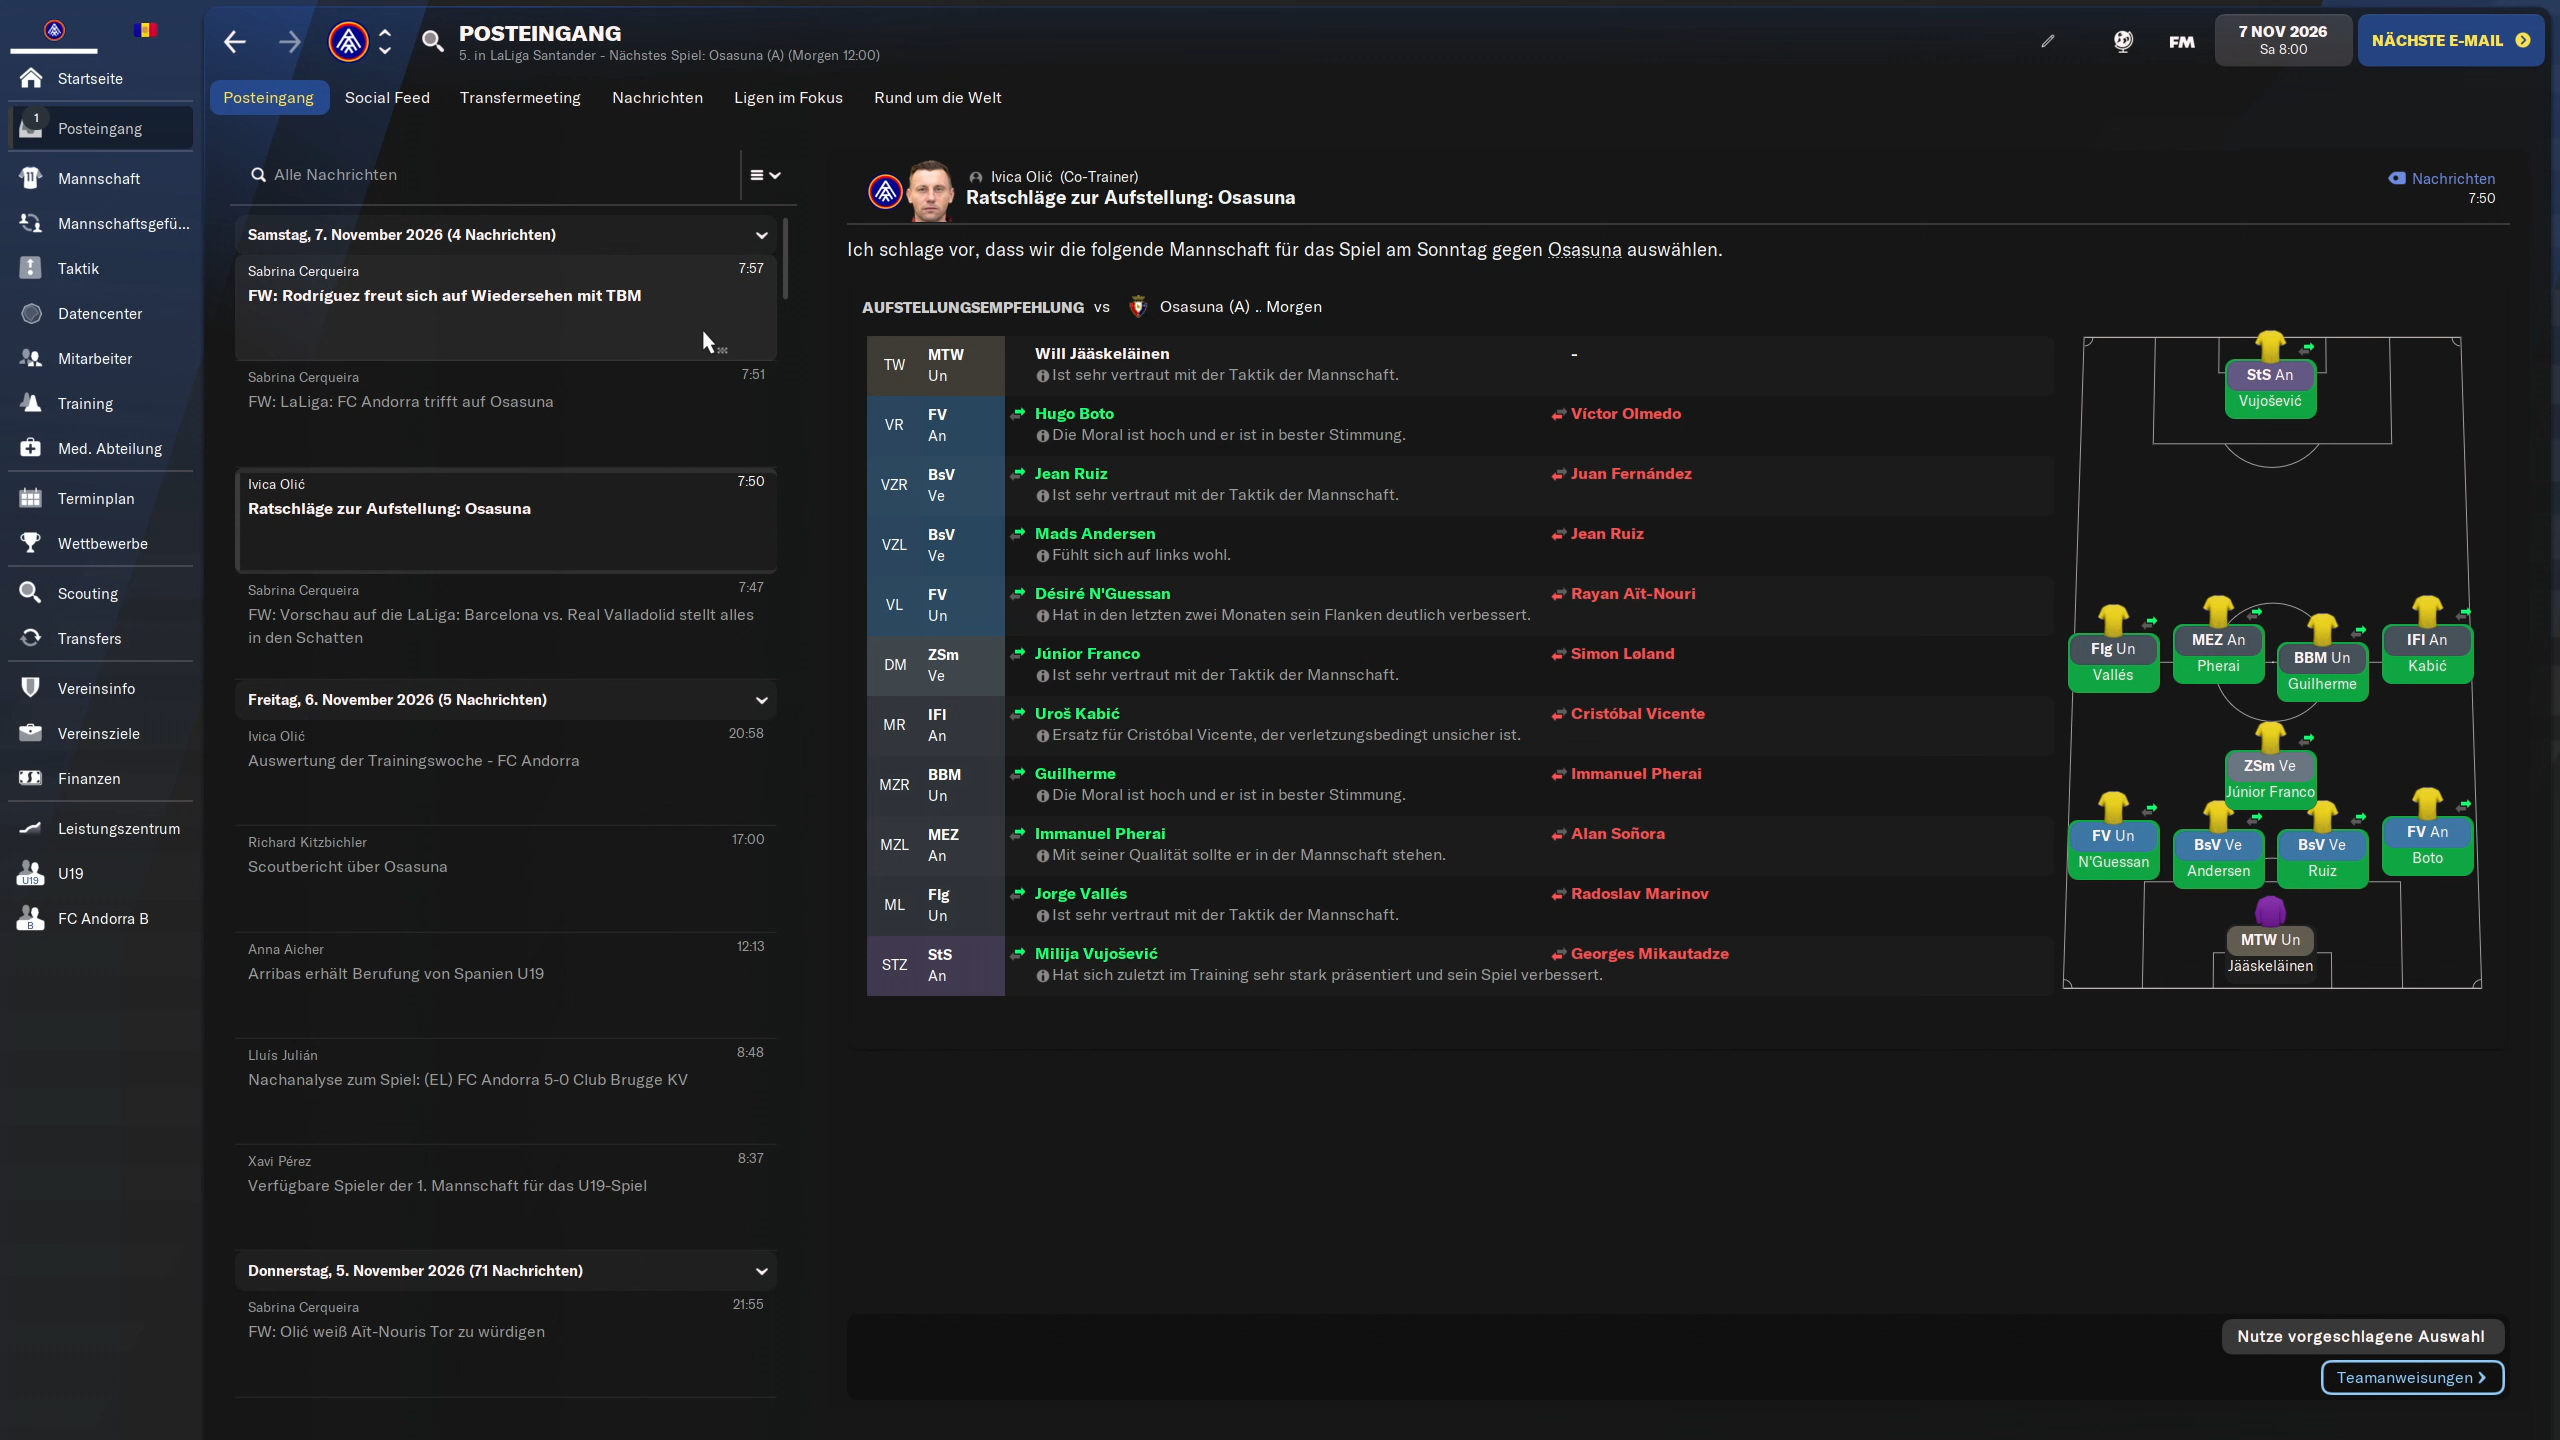 POSTEINGANG
5. in LaLiga Santander - Nächstes Spiel: Osasuna (A) (Morgen 12:00)
FM
7 NOV 2026
Sa 8:00
NÄCHSTE E-MAIL
Posteingang
Social Feed
Transfermeeting
Nachrichten
Ligen im Fokus
Rund um die Welt
Startseite
1
Posteingang
11
Mannschaft
Mannschaftsgefü...
Taktik
Datencenter
Mitarbeiter
Training
Med. Abteilung
Terminplan
Wettbewerbe
Scouting
Transfers
Vereinsinfo
Vereinsziele
Finanzen
Leistungszentrum
U19
U19
B
FC Andorra B
Alle Nachrichten
Samstag, 7. November 2026 (4 Nachrichten)
Sabrina Cerqueira 7:57
FW: Rodríguez freut sich auf Wiedersehen mit TBM
Sabrina Cerqueira 7:51
FW: LaLiga: FC Andorra trifft auf Osasuna
Ivica Olić 7:50
Ratschläge zur Aufstellung: Osasuna
Sabrina Cerqueira 7:47
FW: Vorschau auf die LaLiga: Barcelona vs. Real Valladolid stellt alles
in den Schatten
Freitag, 6. November 2026 (5 Nachrichten)
Ivica Olić 20:58
Auswertung der Trainingswoche - FC Andorra
Richard Kitzbichler 17:00
Scoutbericht über Osasuna
Anna Aicher 12:13
Arribas erhält Berufung von Spanien U19
Lluís Julián 8:48
Nachanalyse zum Spiel: (EL) FC Andorra 5-0 Club Brugge KV
Xavi Pérez 8:37
Verfügbare Spieler der 1. Mannschaft für das U19-Spiel
Donnerstag, 5. November 2026 (71 Nachrichten)
Sabrina Cerqueira 21:55
FW: Olić weiß Aït-Nouris Tor zu würdigen
Ivica Olić (Co-Trainer)
Ratschläge zur Aufstellung: Osasuna
Nachrichten
7:50
Ich schlage vor, dass wir die folgende Mannschaft für das Spiel am Sonntag gegen Osasuna auswählen.
AUFSTELLUNGSEMPFEHLUNG vs Osasuna (A) .. Morgen
TW MTW Un Will Jääskeläinen -
Ist sehr vertraut mit der Taktik der Mannschaft.
VR FV An Hugo Boto Víctor Olmedo
Die Moral ist hoch und er ist in bester Stimmung.
VZR BsV Ve Jean Ruiz Juan Fernández
Ist sehr vertraut mit der Taktik der Mannschaft.
VZL BsV Ve Mads Andersen Jean Ruiz
Fühlt sich auf links wohl.
VL FV Un Désiré N'Guessan Rayan Aït-Nouri
Hat in den letzten zwei Monaten sein Flanken deutlich verbessert.
DM ZSm Ve Júnior Franco Simon Løland
Ist sehr vertraut mit der Taktik der Mannschaft.
MR IFl An Uroš Kabić Cristóbal Vicente
Ersatz für Cristóbal Vicente, der verletzungsbedingt unsicher ist.
MZR BBM Un Guilherme Immanuel Pherai
Die Moral ist hoch und er ist in bester Stimmung.
MZL MEZ An Immanuel Pherai Alan Soñora
Mit seiner Qualität sollte er in der Mannschaft stehen.
ML Flg Un Jorge Vallés Radoslav Marinov
Ist sehr vertraut mit der Taktik der Mannschaft.
STZ StS An Milija Vujošević Georges Mikautadze
Hat sich zuletzt im Training sehr stark präsentiert und sein Spiel verbessert.
StS An
Vujošević
Flg Un
Vallés
MEZ An
Pherai
BBM Un
Guilherme
IFl An
Kabić
ZSm Ve
Júnior Franco
FV Un
N'Guessan
BsV Ve
Andersen
BsV Ve
Ruiz
FV An
Boto
MTW Un
Jääskeläinen
Nutze vorgeschlagene Auswahl
Teamanweisungen